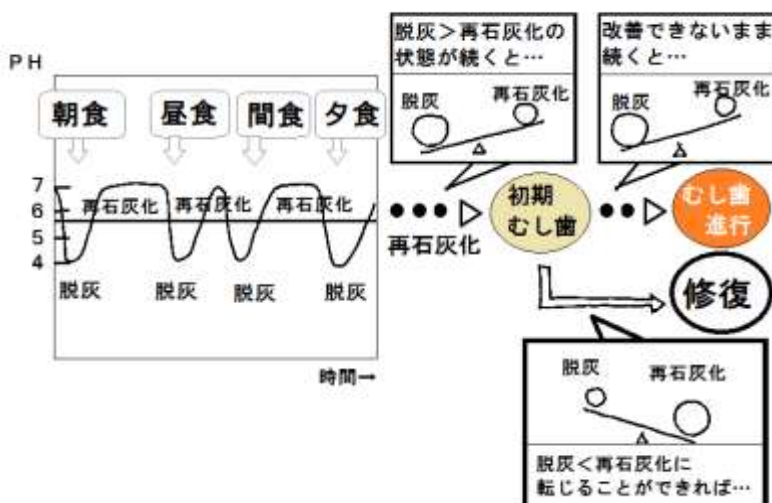 PH
朝食
昼食
間食
夕食
7
6
5
4
再石灰化
再石灰化
再石灰化
脱灰
脱灰
脱灰
脱灰
時間→
再石灰化
脱灰＞再石灰化の
状態が続くと…
脱灰
再石灰化
初期
むし歯
改善できないまま
続くと…
脱灰
再石灰化
むし歯
進行
修復
脱灰
再石灰化
脱灰＜再石灰化に
転じることができれば…